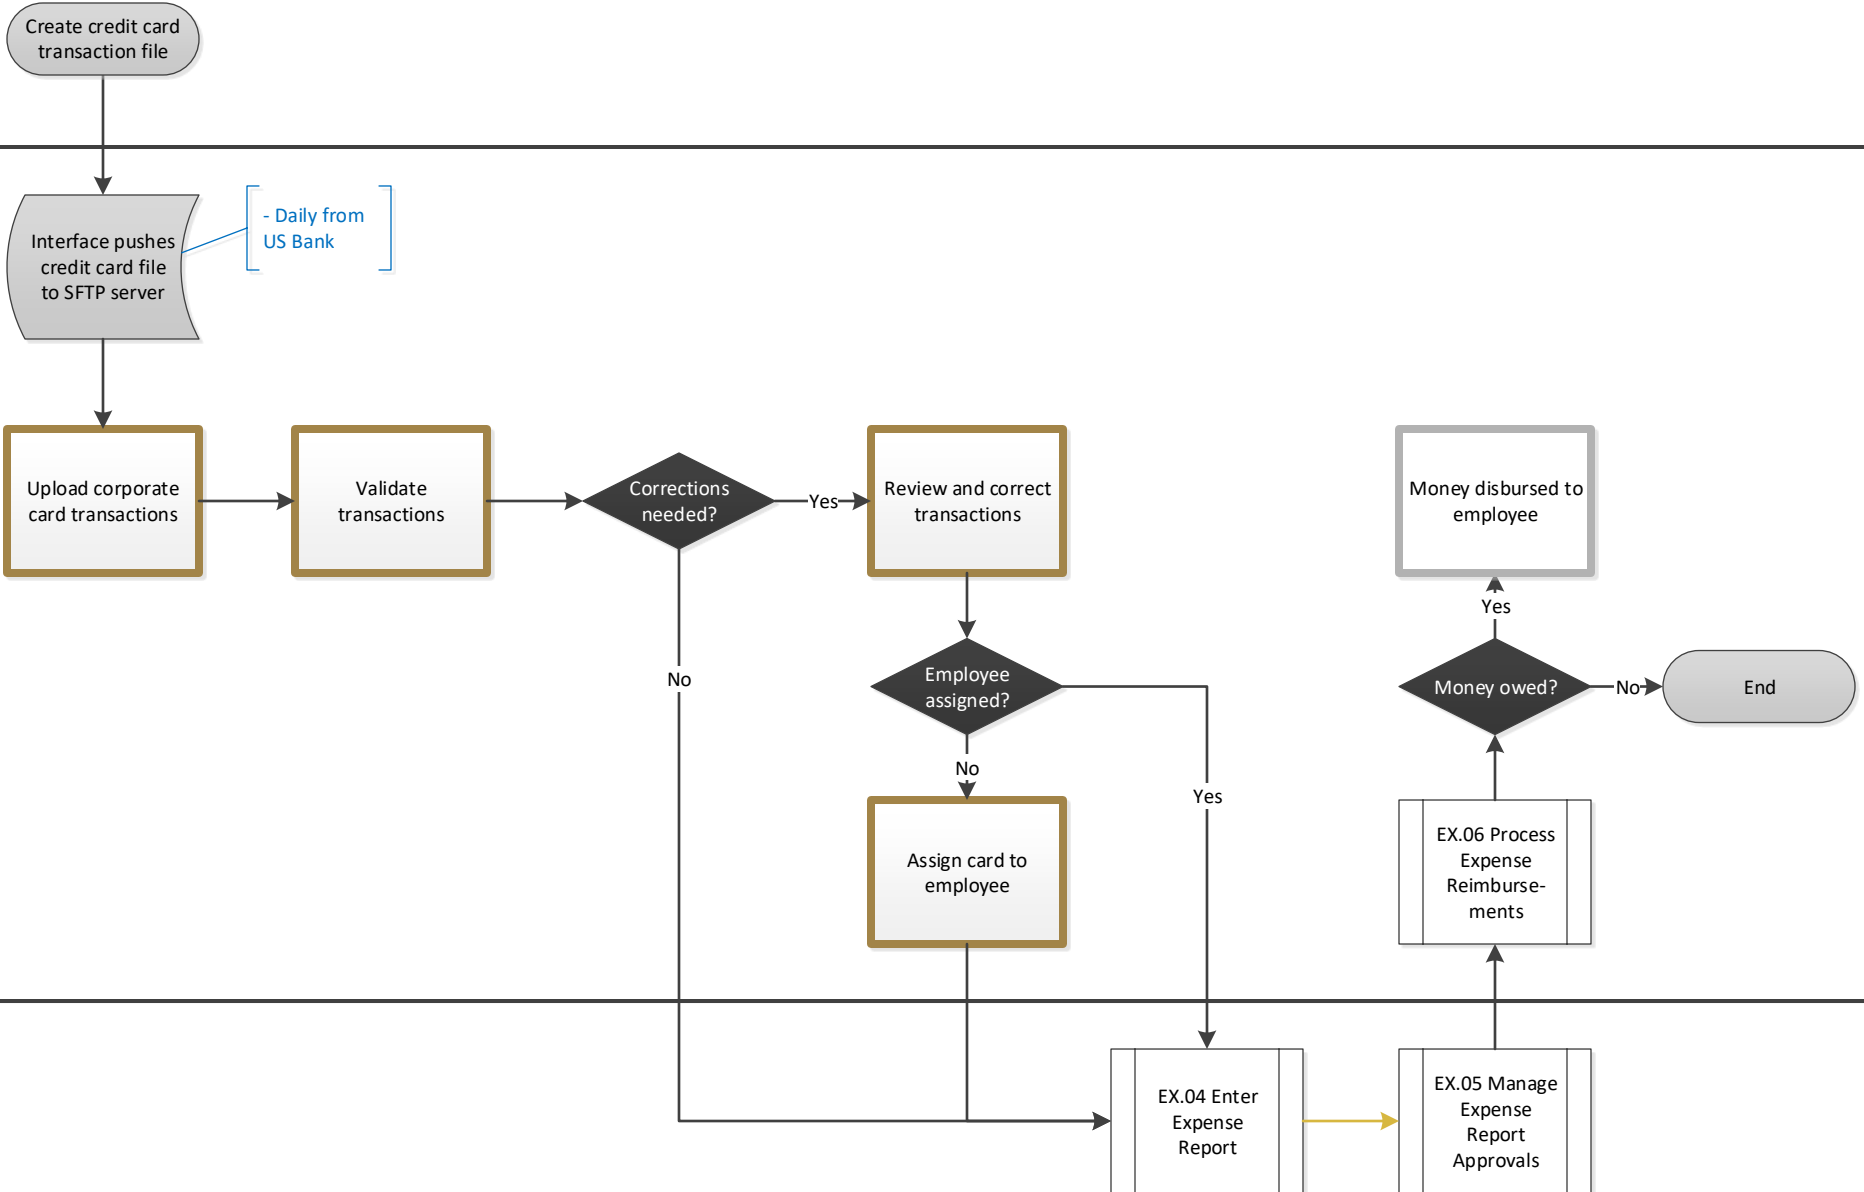 Create credit card
transaction file
Interface pushes
credit card file
to SFTP server
- Daily from
US Bank
Upload corporate
card transactions
Validate
transactions
Corrections
needed?
Yes
Review and correct
transactions
Money disbursed to
employee
Yes
No
Employee
assigned?
Money owed?
No
End
No
Yes
Assign card to
employee
EX.06 Process
Expense
Reimburse-
ments
EX.04 Enter
Expense
Report
EX.05 Manage
Expense
Report
Approvals